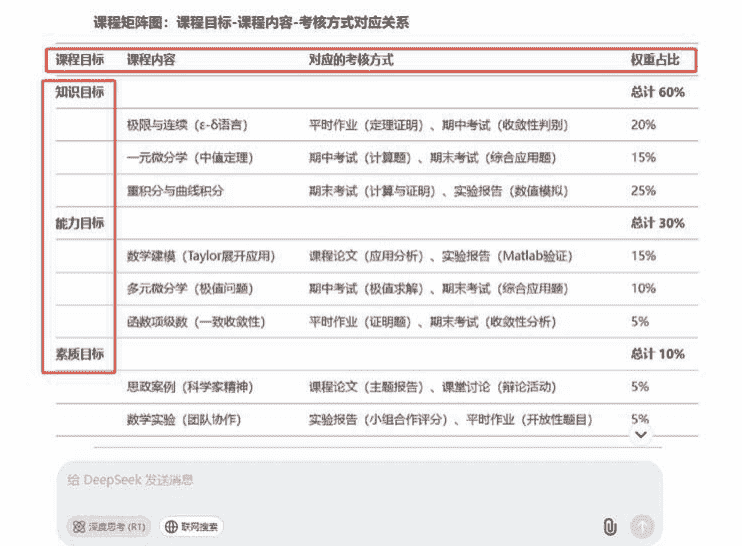 课程矩阵图：课程目标-课程内容-考核方式对应关系
课程目标 课程内容 对应的考核方式 权重占比
知识目标 总计 60%
极限与连续（ε-δ语言） 平时作业（定理证明）、期中考试（收敛性判别） 20%
一元微分学（中值定理） 期中考试（计算题）、期末考试（综合应用题） 15%
重积分与曲线积分 期末考试（计算与证明）、实验报告（数值模拟） 25%
能力目标 总计 30%
数学建模（Taylor展开应用） 课程论文（应用分析）、实验报告（Matlab验证） 15%
多元微分学（极值问题） 期中考试（极值求解）、期末考试（综合应用题） 10%
函数项级数（一致收敛性） 平时作业（证明题）、期末考试（收敛性分析） 5%
素质目标 总计 10%
思政案例（科学家精神） 课程论文（主题报告）、课堂讨论（辩论活动） 5%
数学实验（团队协作） 实验报告（小组合作评分）、平时作业（开放性题目） 5%
给 DeepSeek 发送消息
深度思考 (R1) 联网搜索